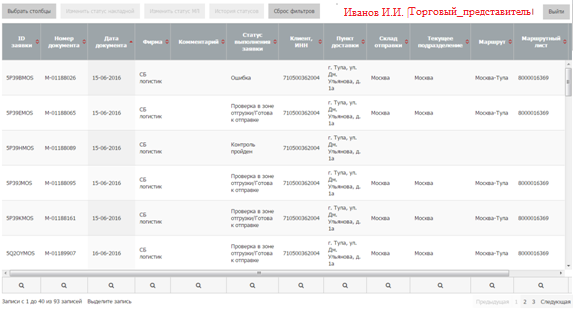 Выбрать столбцы Изменить статус накладной Изменить статус МЛ История статусов Сброс фильтров Иванов И.И. [Торговый_представитель] Выйти
ID заявки Номер документа Дата документа Фирма Комментарий Статус выполнения заявки Клиент, ИНН Пункт доставки Склад отправки Текущее подразделение Маршрут Маршрутный лист
5P39BMOS M-01188026 15-06-2016 СБ логистик Ошибка 710500362004 г. Тула, ул. Дм, Ульянова, д. 1а Москва Москва Москва-Тула 8000016369
5P39EMOS M-01188065 15-06-2016 СБ логистик Проверка в зоне отгрузки/Готова к отправке 710500362004 г. Тула, ул. Дм, Ульянова, д. 1а Москва Москва Москва-Тула 8000016369
5P39HMOS M-01188089 15-06-2016 СБ логистик Контроль пройден 710500362004 г. Тула, ул. Дм, Ульянова, д. 1а Москва Москва-Тула 8000016369
5P393MOS M-01188095 15-06-2016 СБ логистик Проверка в зоне отгрузки/Готова к отправке 710500362004 г. Тула, ул. Дм, Ульянова, д. 1а Москва Москва Москва-Тула 8000016369
5P39KMOS M-01188161 15-06-2016 СБ логистик Проверка в зоне отгрузки/Готова к отправке 710500362004 г. Тула, ул. Дм, Ульянова, д. 1а Москва Москва Москва-Тула 8000016369
5Q2OYMOS M-01189907 16-06-2016 СБ логистик Проверка в зоне отгрузки/Готова к отправке 710500362004 г. Тула, ул. Дм, Ульянова, д. 1а Москва Москва Москва-Тула 8000016369
Записи с 1 до 40 из 93 записей Выделите запись Предыдущая 1 2 3 Следующая